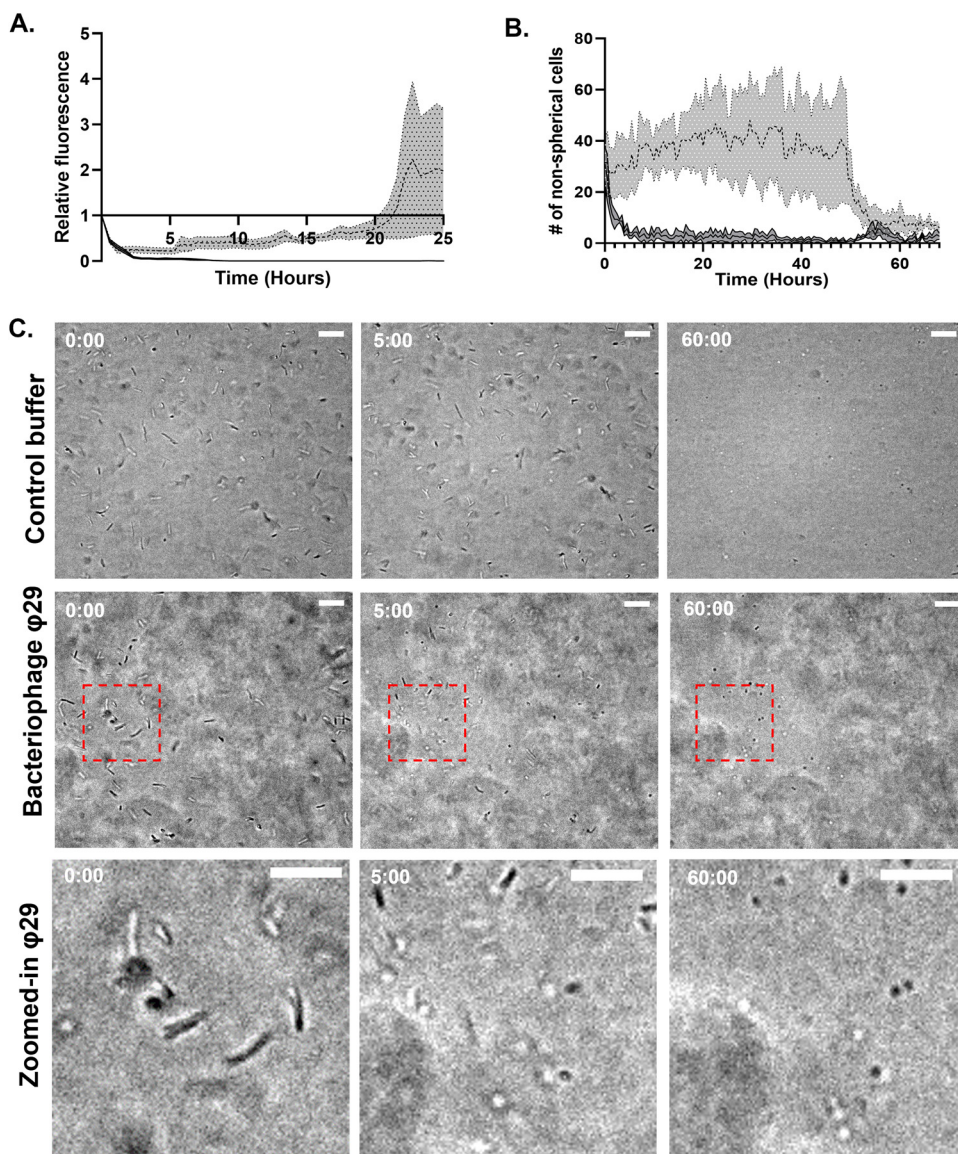 A.
Relative fluorescence
5
4
3
2
1
0
5 10 15 20 25
Time (Hours)
B.
# of non-spherical cells
80
60
40
20
0
0 20 40 60
Time (Hours)
C.
Control buffer
0:00 5:00 60:00
Bacteriophage φ29
0:00 5:00 60:00
Zoomed-in φ29
0:00 5:00 60:00